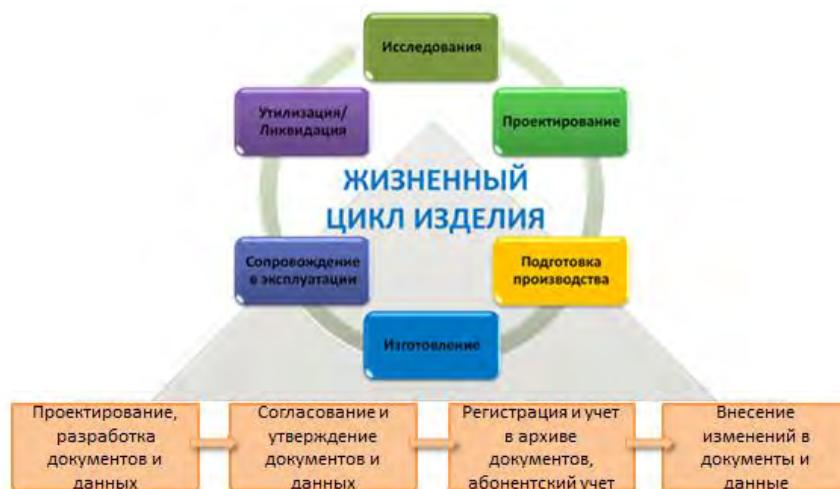 Исследования
Утилизация/
Ликвидация
Проектирование
ЖИЗНЕННЫЙ
ЦИКЛ ИЗДЕЛИЯ
Сопровождение
в эксплуатации
Подготовка
производства
Изготовление
Проектирование,
разработка
документов и
данных
Согласование и
утверждение
документов и
данных
Регистрация и учет
в архиве
документов,
абонентский учет
Внесение
изменений в
документы и
данные